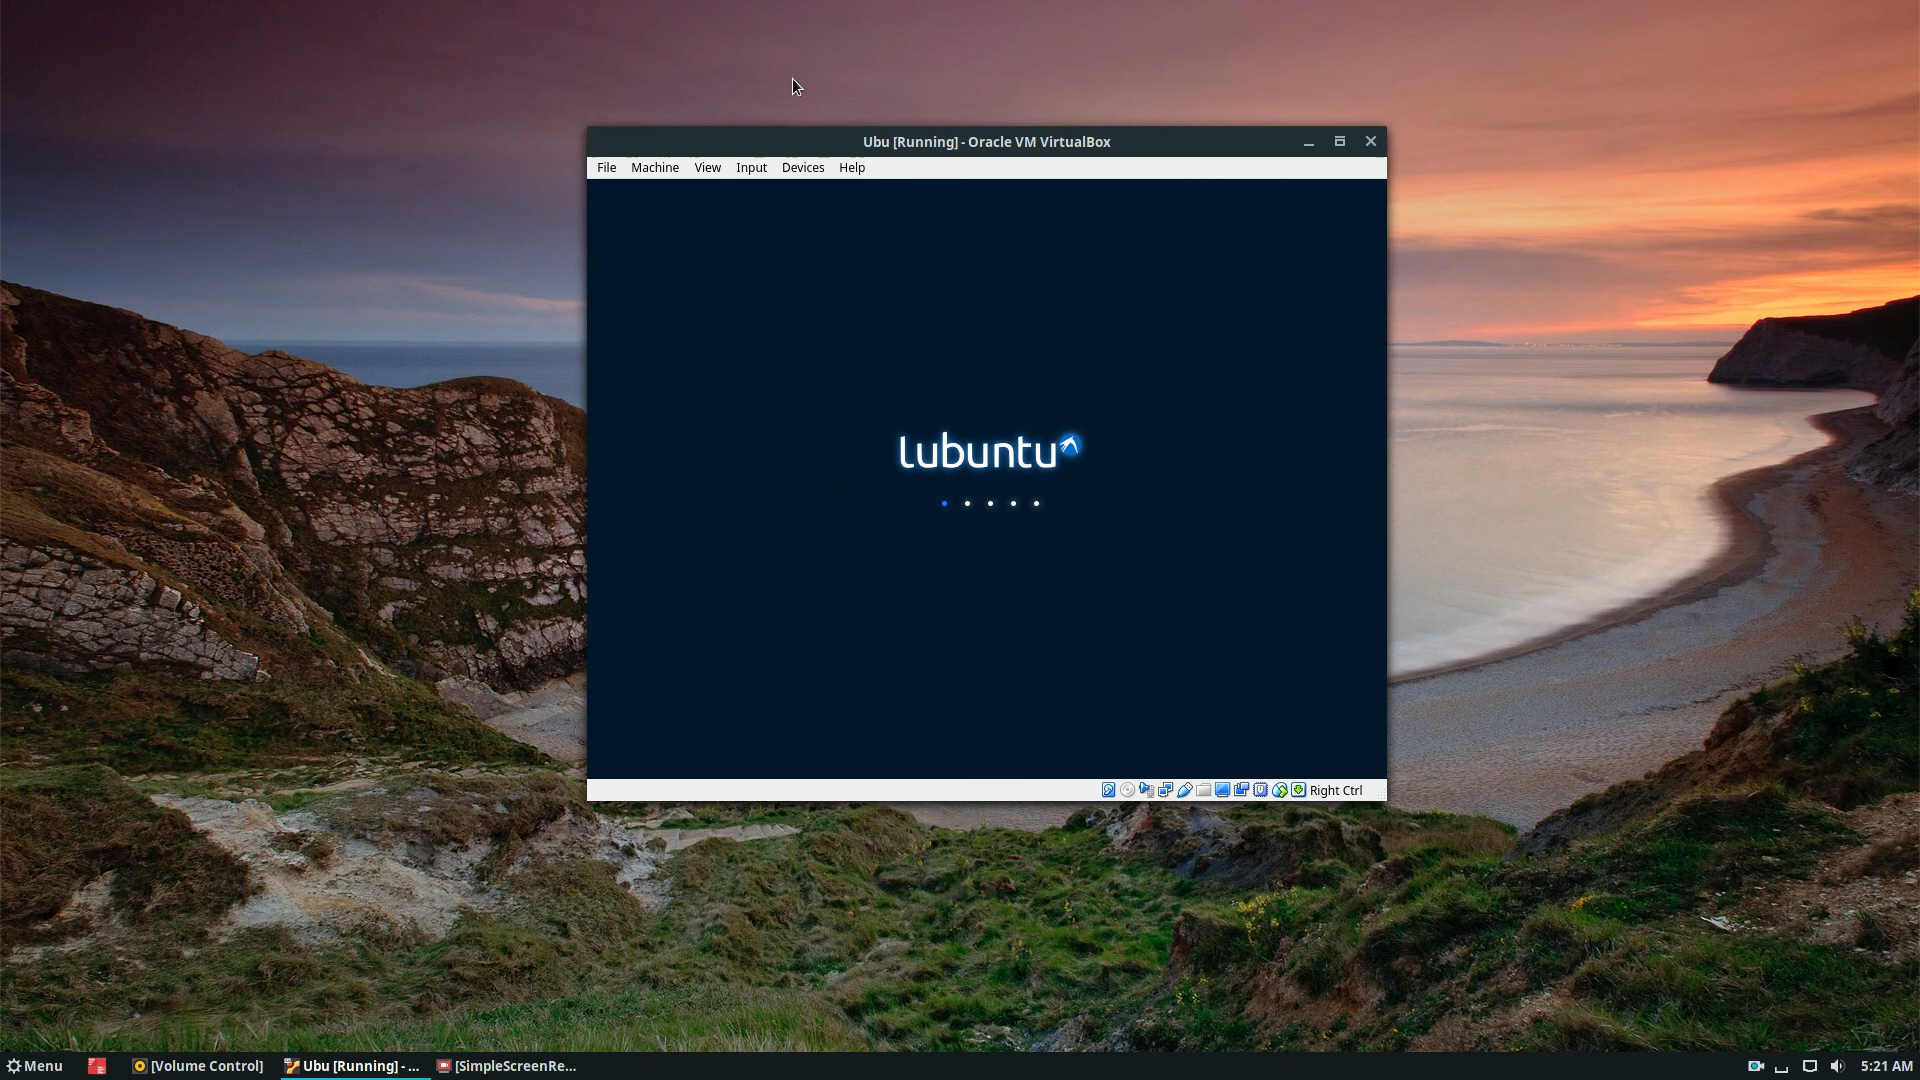 Ubu [Running] - Oracle VM VirtualBox
File Machine View Input Devices Help
lubuntu
Right Ctrl
Menu [Volume Control] Ubu [Running] - ... [SimpleScreenRe... 5:21 AM